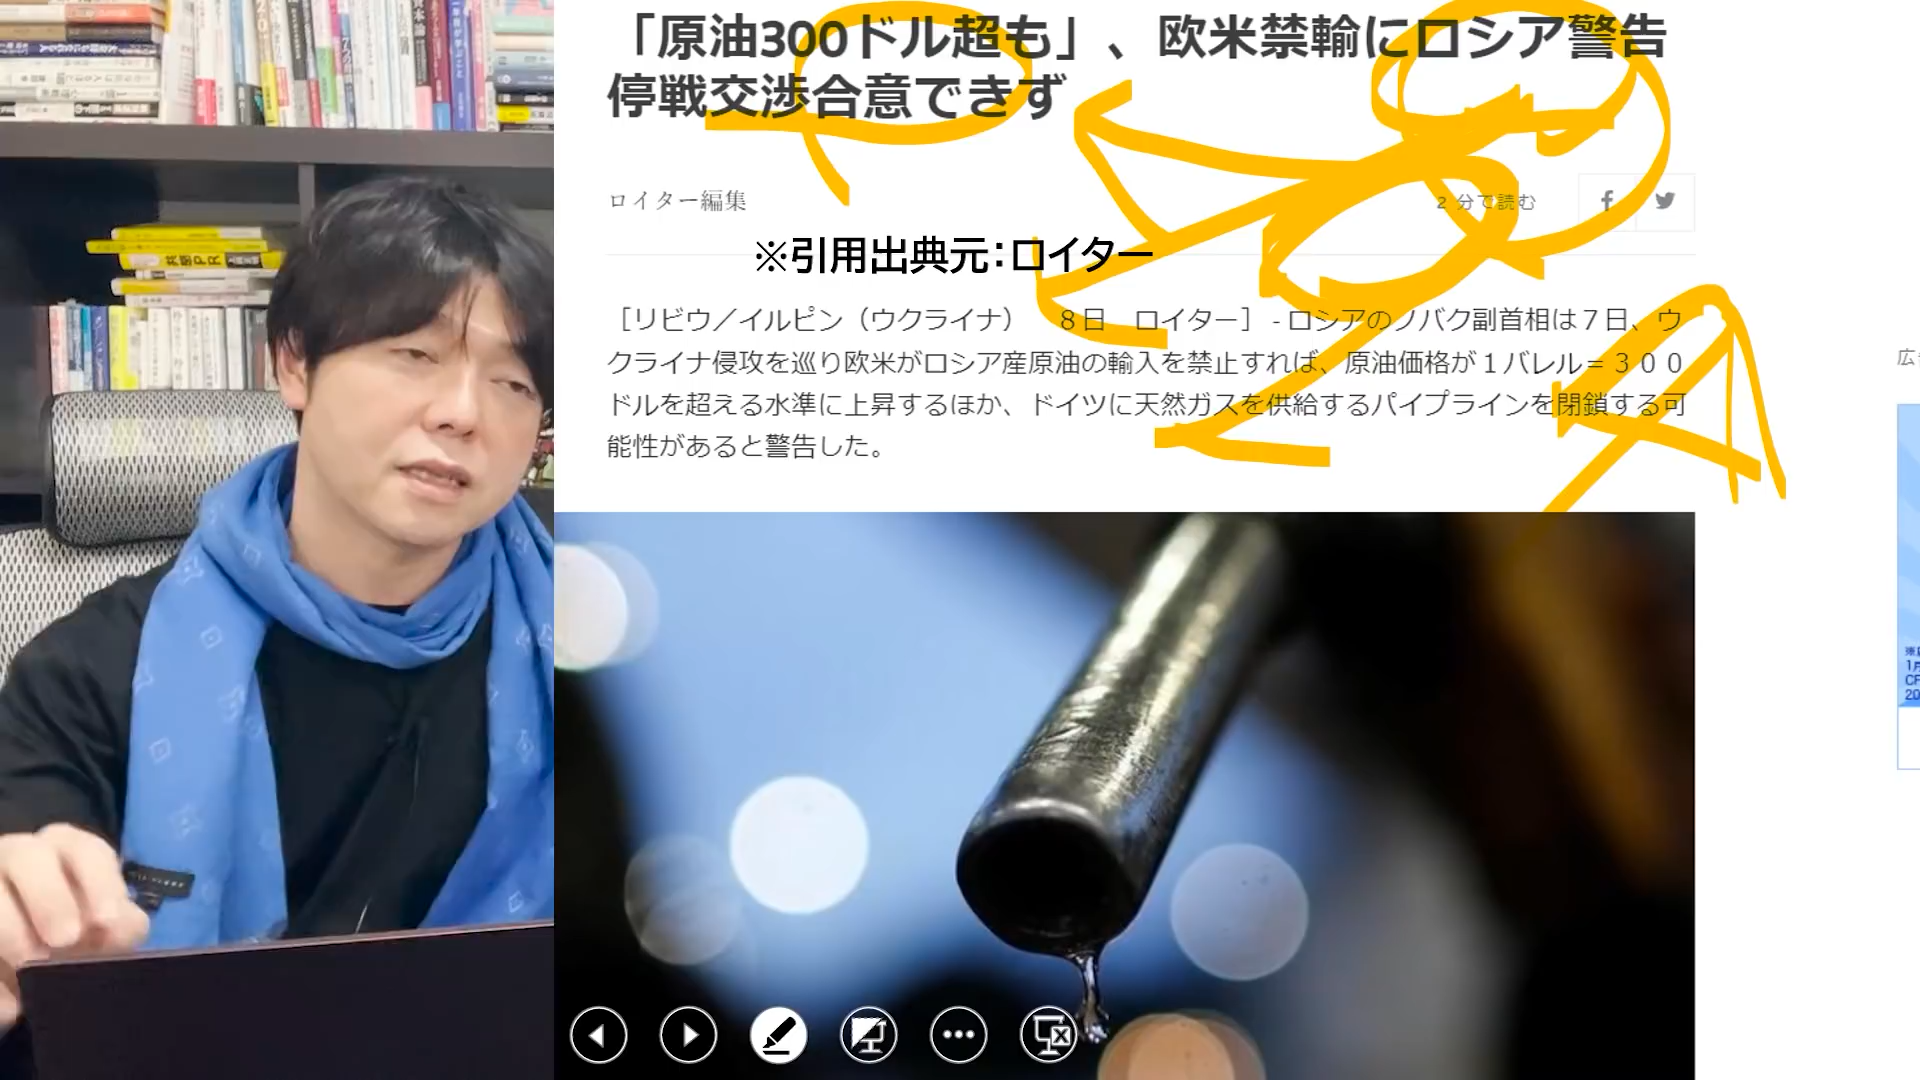 「原油300ドル超も」、欧米禁輸にロシア警告
停戦交渉合意できず
ロイター編集
2 分で読む
※引用出典元：ロイター
［リビウ／イルピン（ウクライナ）　８日　ロイター］ - ロシアのノバク副首相は７日、ウ
クライナ侵攻を巡り欧米がロシア産原油の輸入を禁止すれば、原油価格が１バレル＝３００
ドルを超える水準に上昇するほか、ドイツに天然ガスを供給するパイプラインを閉鎖する可
能性があると警告した。
広
1月
CF
20